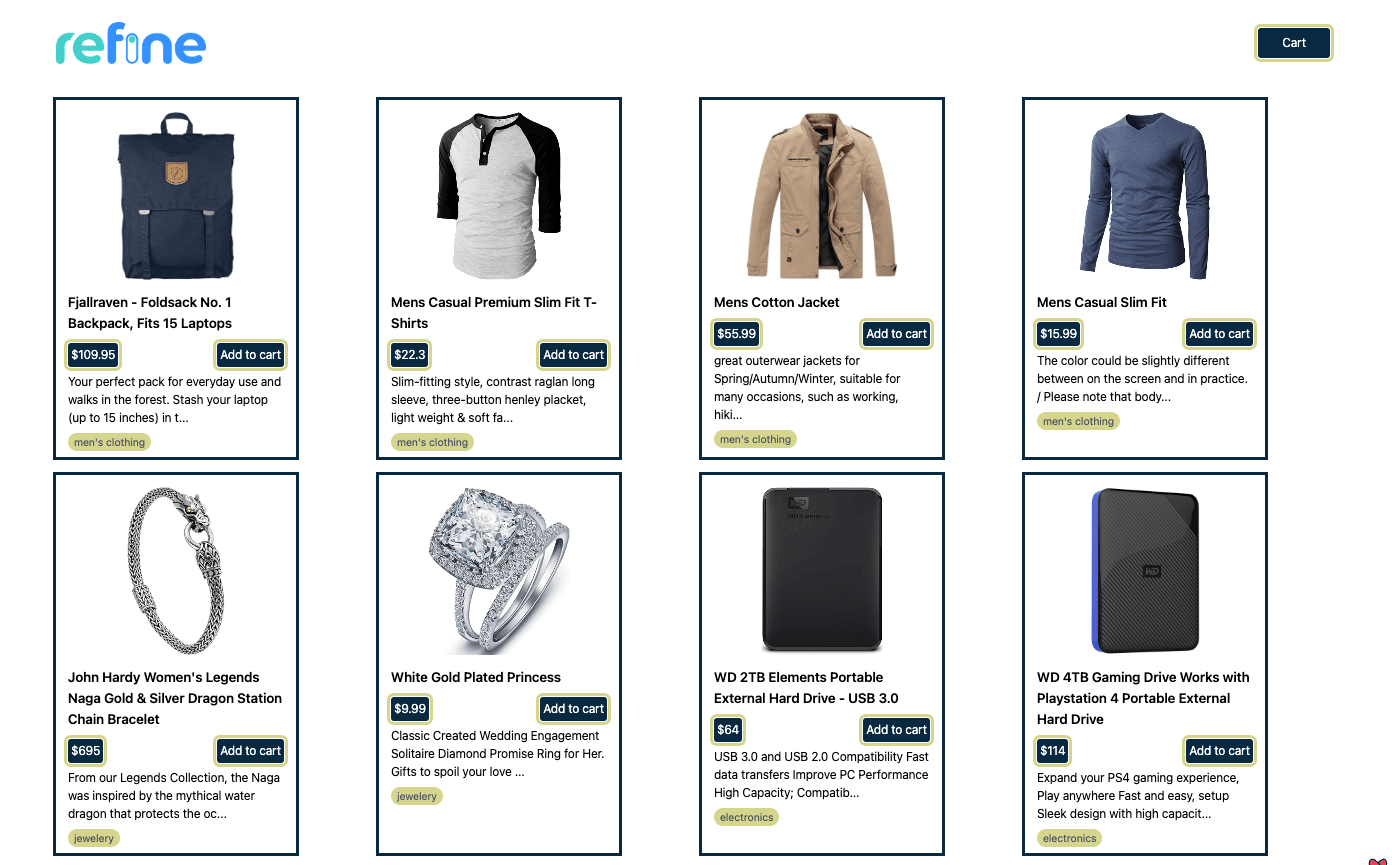 refine
Cart
Fjallraven - Foldsack No. 1
Backpack, Fits 15 Laptops
$109.95
Add to cart
Your perfect pack for everyday use and
walks in the forest. Stash your laptop
(up to 15 inches) in t...
men's clothing
Mens Casual Premium Slim Fit T-
Shirts
$22.3
Add to cart
Slim-fitting style, contrast raglan long
sleeve, three-button henley placket,
light weight & soft fa...
men's clothing
Mens Cotton Jacket
$55.99
Add to cart
great outerwear jackets for
Spring/Autumn/Winter, suitable for
many occasions, such as working,
hiki...
men's clothing
Mens Casual Slim Fit
$15.99
Add to cart
The color could be slightly different
between on the screen and in practice.
/ Please note that body...
men's clothing
John Hardy Women's Legends
Naga Gold & Silver Dragon Station
Chain Bracelet
$695
Add to cart
From our Legends Collection, the Naga
was inspired by the mythical water
dragon that protects the oc...
jewelery
White Gold Plated Princess
$9.99
Add to cart
Classic Created Wedding Engagement
Solitaire Diamond Promise Ring for Her.
Gifts to spoil your love ...
jewelery
WD
WD Elements
WD 2TB Elements Portable
External Hard Drive - USB 3.0
$64
Add to cart
USB 3.0 and USB 2.0 Compatibility Fast
data transfers Improve PC Performance
High Capacity; Compatib...
electronics
WD
WD 4TB Gaming Drive Works with
Playstation 4 Portable External
Hard Drive
$114
Add to cart
Expand your PS4 gaming experience,
Play anywhere Fast and easy, setup
Sleek design with high capacit...
electronics